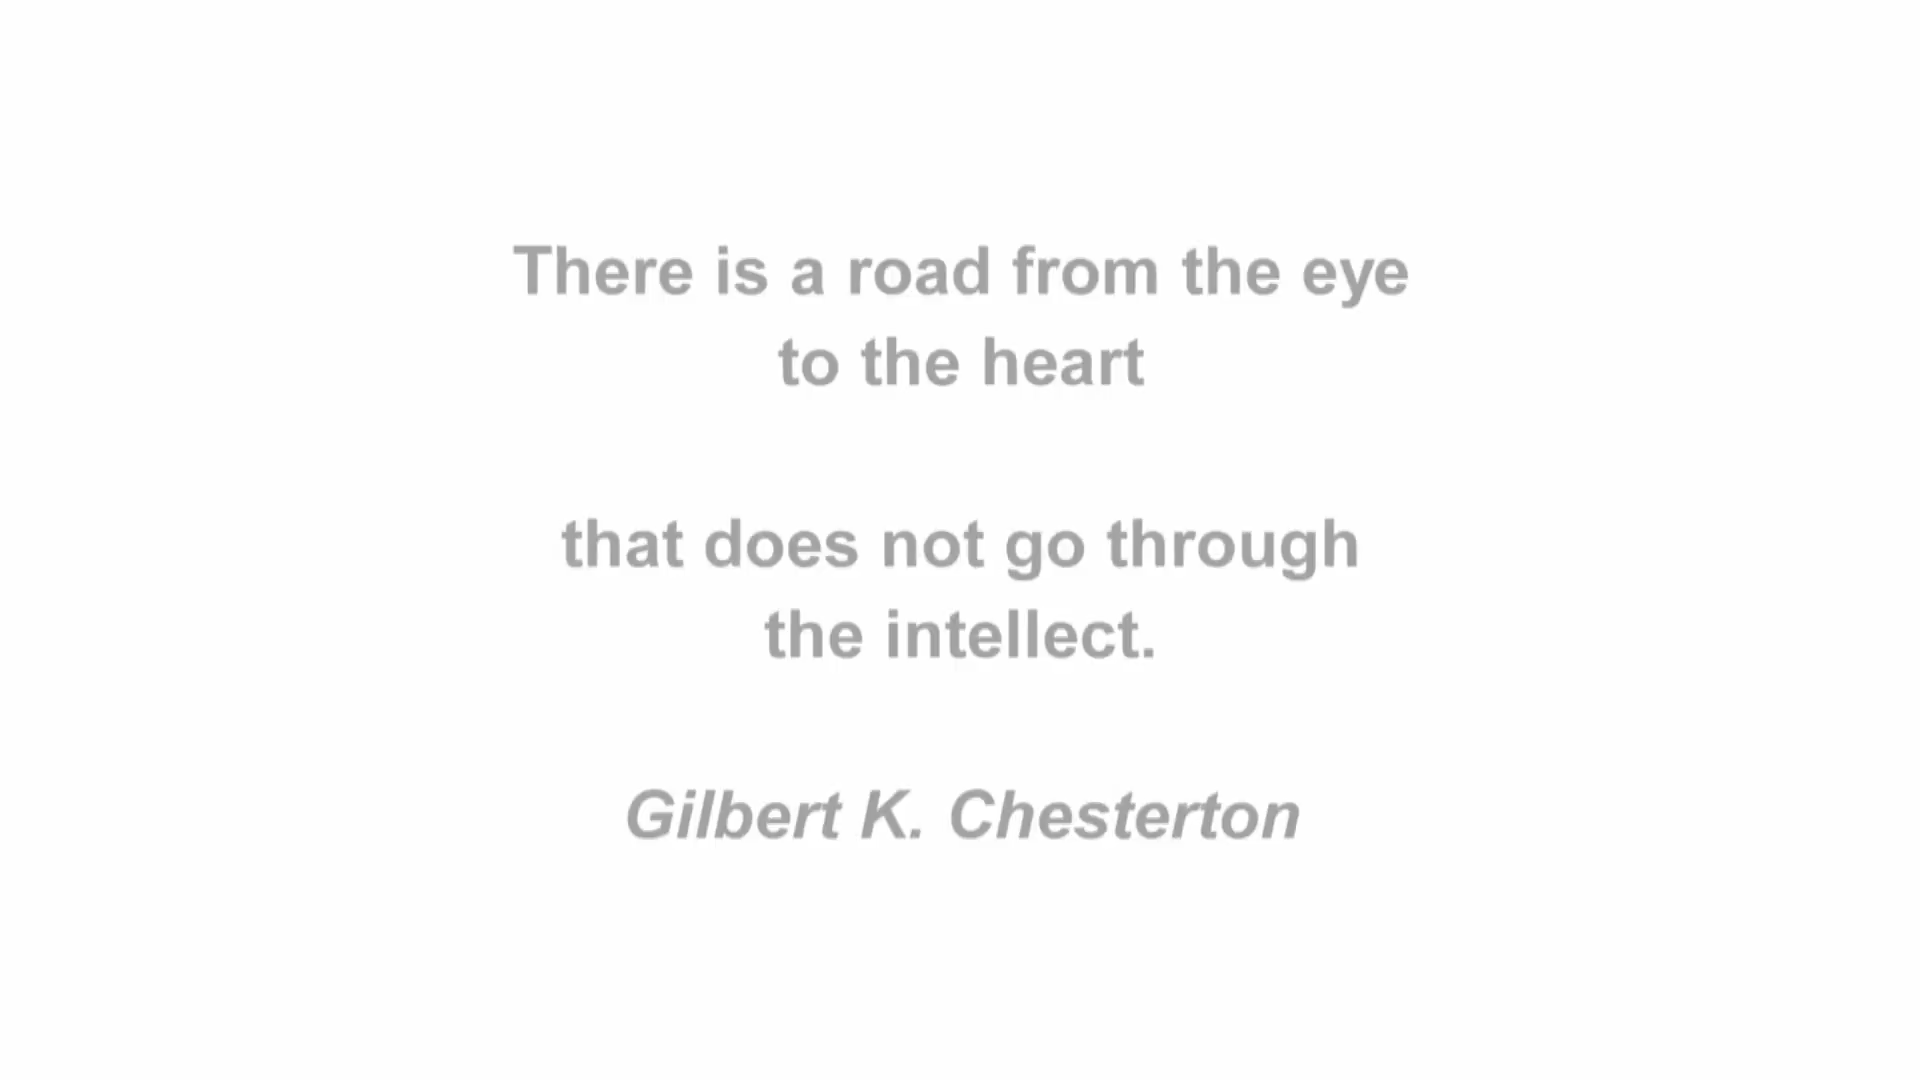 There is a road from the eye
to the heart
that does not go through
the intellect.
Gilbert K. Chesterton